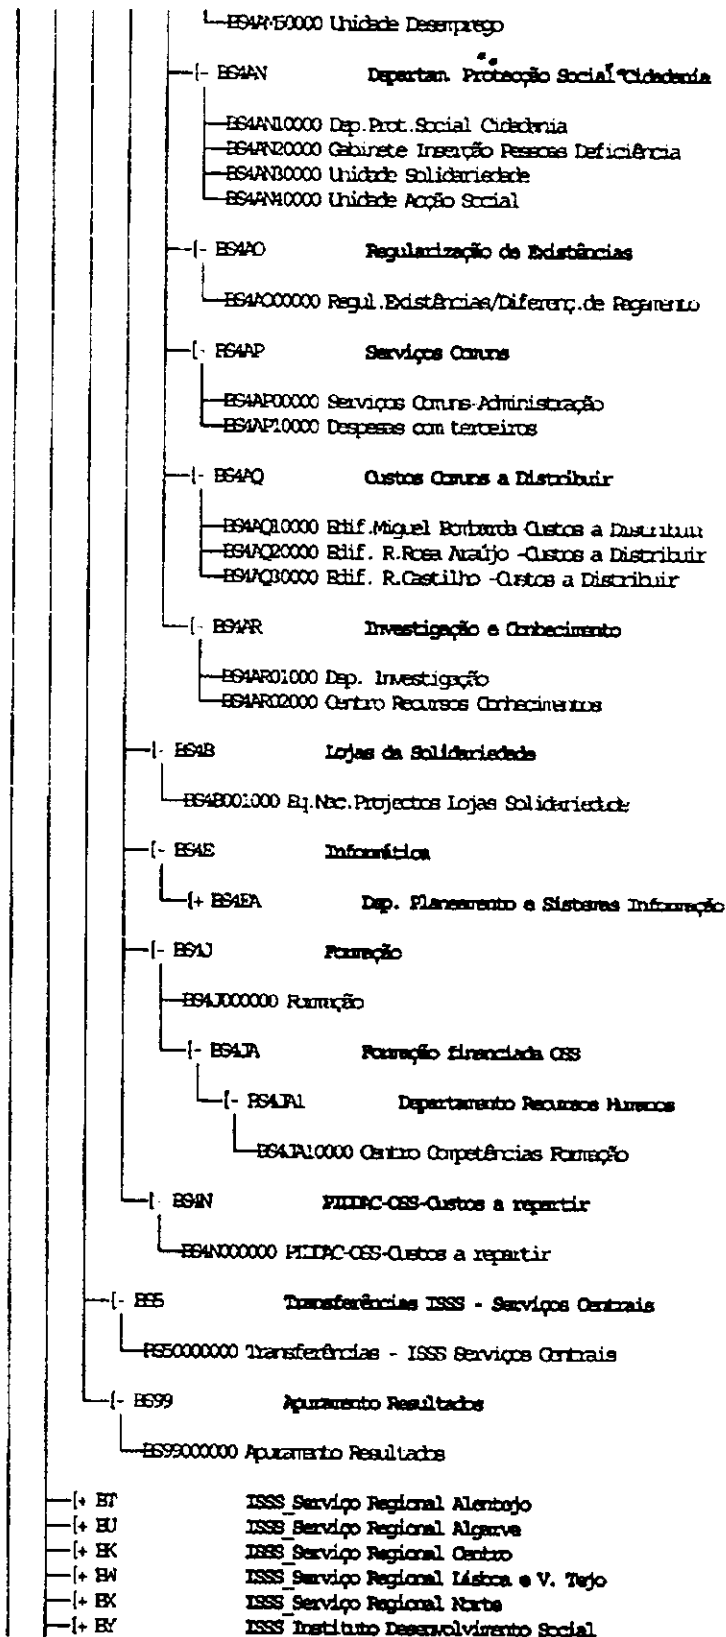 BS4AM50000 Unidade Desemprego
[- BS4AN Departam. Protecção Social Cidadania
BS4AN10000 Dep.Prot.Social Cidadania
BS4AN20000 Gabinete Inserção Pessoas Deficiência
BS4AN30000 Unidade Solidariedade
BS4AN40000 Unidade Acção Social
[- BS4AO Regularização de Existências
BS4AO00000 Regul.Existências/Diferenç.de Pagamento
[- BS4AP Serviços Comuns
BS4AP00000 Serviços Comuns-Administração
BS4AP10000 Despesas com terceiros
[- BS4AQ Custos Comuns a Distribuir
BS4AQ10000 Edif.Miguel Bombarda Custos a Distribuir
BS4AQ20000 Edif. R.Rosa Araújo -Custos a Distribuir
BS4AQ30000 Edif. R.Castilho -Custos a Distribuir
[- BS4AR Investigação e Conhecimento
BS4AR01000 Dep. Investigação
BS4AR02000 Centro Recursos Conhecimentos
[- BS4B Lojas da Solidariedade
BS4B001000 Eq.Nac.Projectos Lojas Solidariedade
[- BS4E Informática
[+ BS4EA Dep. Planeamento e Sistemas Informação
[- BS4J Formação
BS4J000000 Formação
[- BS4JA Formação financiada OSS
[- BS4JA1 Departamento Recursos Humanos
BS4JA10000 Centro Competências Formação
[- BS4N PIDDAC-OSS-Custos a repartir
BS4N000000 PIDDAC-OSS-Custos a repartir
[- BS5 Transferências ISSS - Serviços Centrais
BS50000000 Transferências - ISSS Serviços Centrais
[- BS99 Apuramento Resultados
BS99000000 Apuramento Resultados
[+ BT ISSS_Serviço Regional Alentejo
[+ BU ISSS_Serviço Regional Algarve
[+ BK ISSS_Serviço Regional Centro
[+ BW ISSS_Serviço Regional Lisboa e V. Tejo
[+ BX ISSS_Serviço Regional Norte
[+ BY ISSS Instituto Desenvolvimento Social